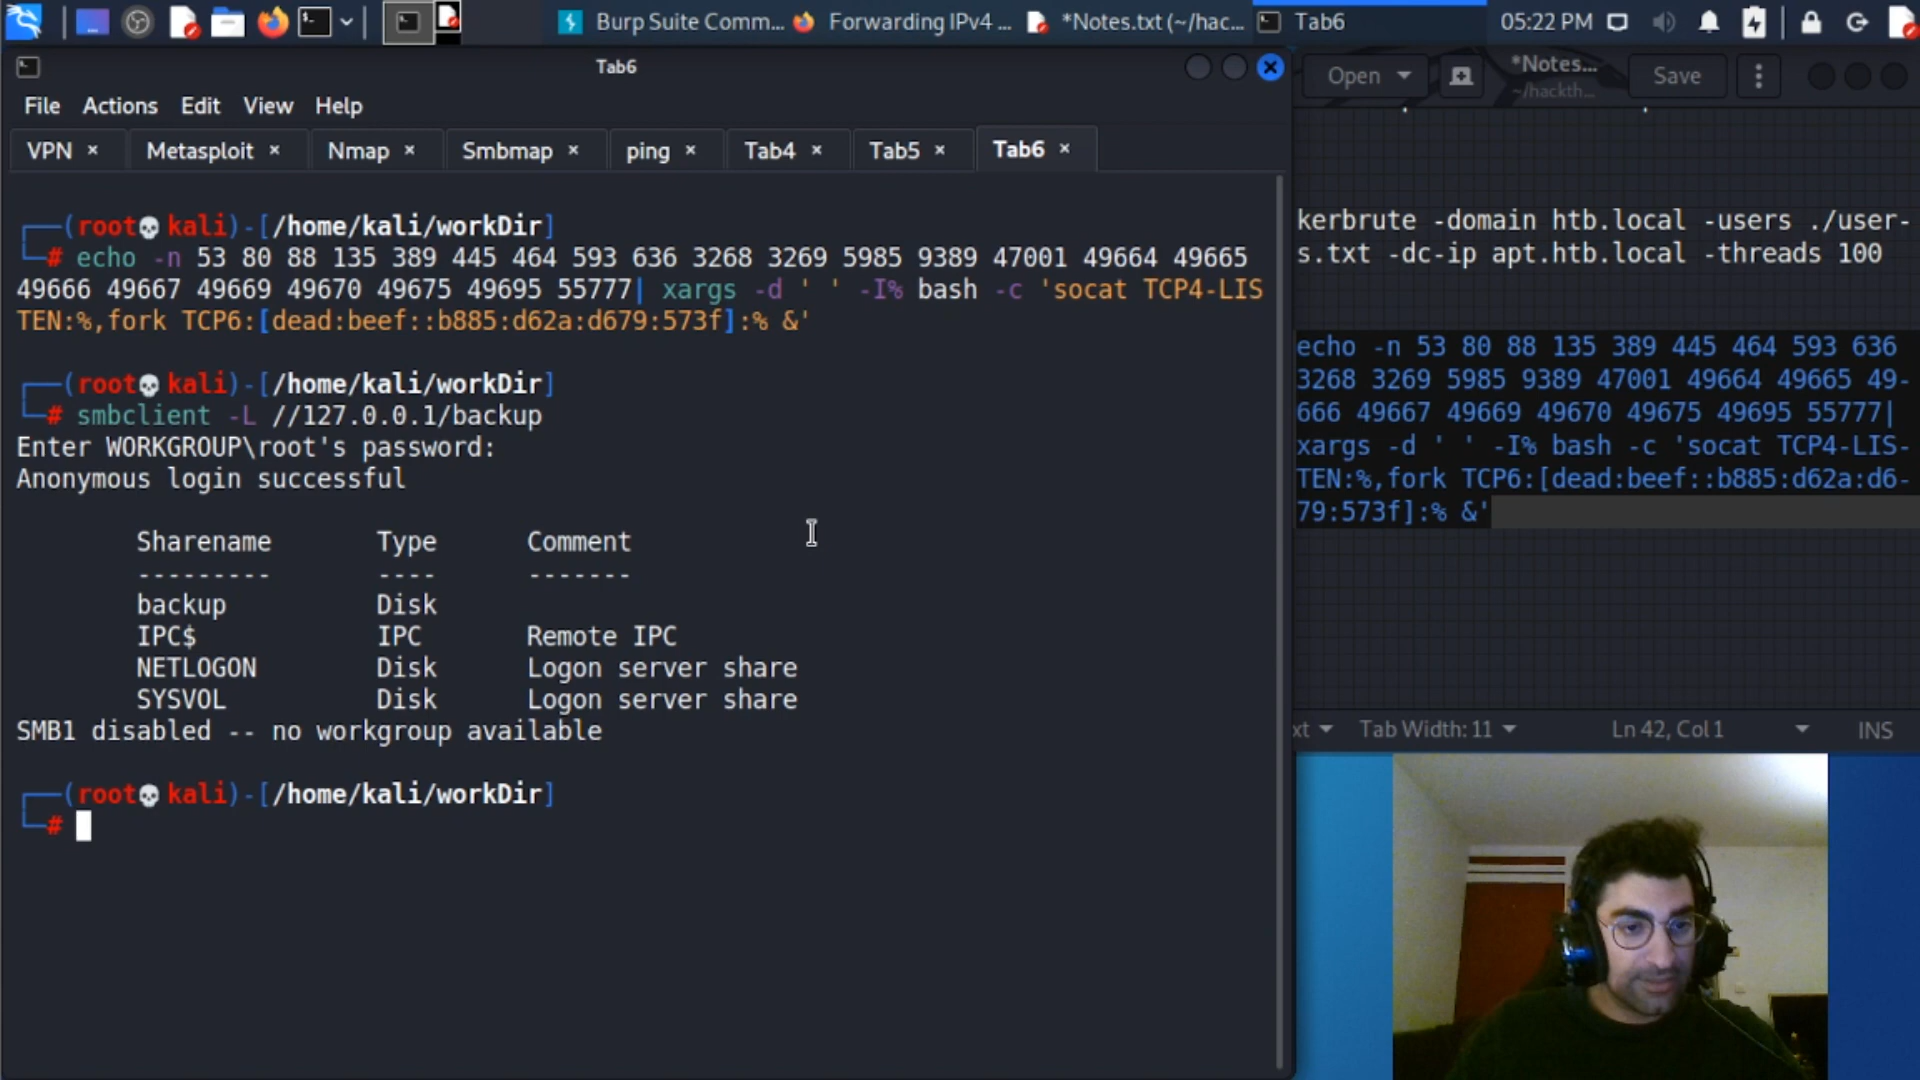 Burp Suite Comm...
Forwarding IPv4 ...
*Notes.txt (~/hac...
Tab6
05:22 PM
Tab6
File Actions Edit View Help
VPN × Metasploit × Nmap × Smbmap × ping × Tab4 × Tab5 × Tab6 ×
┌──(root💀kali)-[/home/kali/workDir]
└─# echo -n 53 80 88 135 389 445 464 593 636 3268 3269 5985 9389 47001 49664 49665
49666 49667 49669 49670 49675 49695 55777| xargs -d ' ' -I% bash -c 'socat TCP4-LIS
TEN:%,fork TCP6:[dead:beef::b885:d62a:d679:573f]:% &'
┌──(root💀kali)-[/home/kali/workDir]
└─# smbclient -L //127.0.0.1/backup
Enter WORKGROUP\root's password:
Anonymous login successful
Sharename Type Comment
--------- ---- -------
backup Disk
IPC$ IPC Remote IPC
NETLOGON Disk Logon server share
SYSVOL Disk Logon server share
SMB1 disabled -- no workgroup available
┌──(root💀kali)-[/home/kali/workDir]
└─#
Open
*Notes...
~/hackth...
Save
kerbrute -domain htb.local -users ./user-
s.txt -dc-ip apt.htb.local -threads 100
echo -n 53 80 88 135 389 445 464 593 636
3268 3269 5985 9389 47001 49664 49665 49-
666 49667 49669 49670 49675 49695 55777|
xargs -d ' ' -I% bash -c 'socat TCP4-LIS-
TEN:%,fork TCP6:[dead:beef::b885:d62a:d6-
79:573f]:% &'
xt Tab Width: 11 Ln 42, Col 1 INS